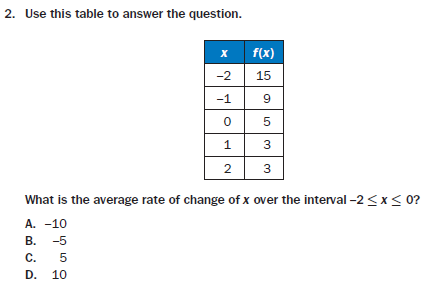 2. Use this table to answer the question.
x f(x)
–2 15
–1 9
0 5
1 3
2 3
What is the average rate of change of x over the interval –2 ≤ x ≤ 0?
A. –10
B. –5
C. 5
D. 10